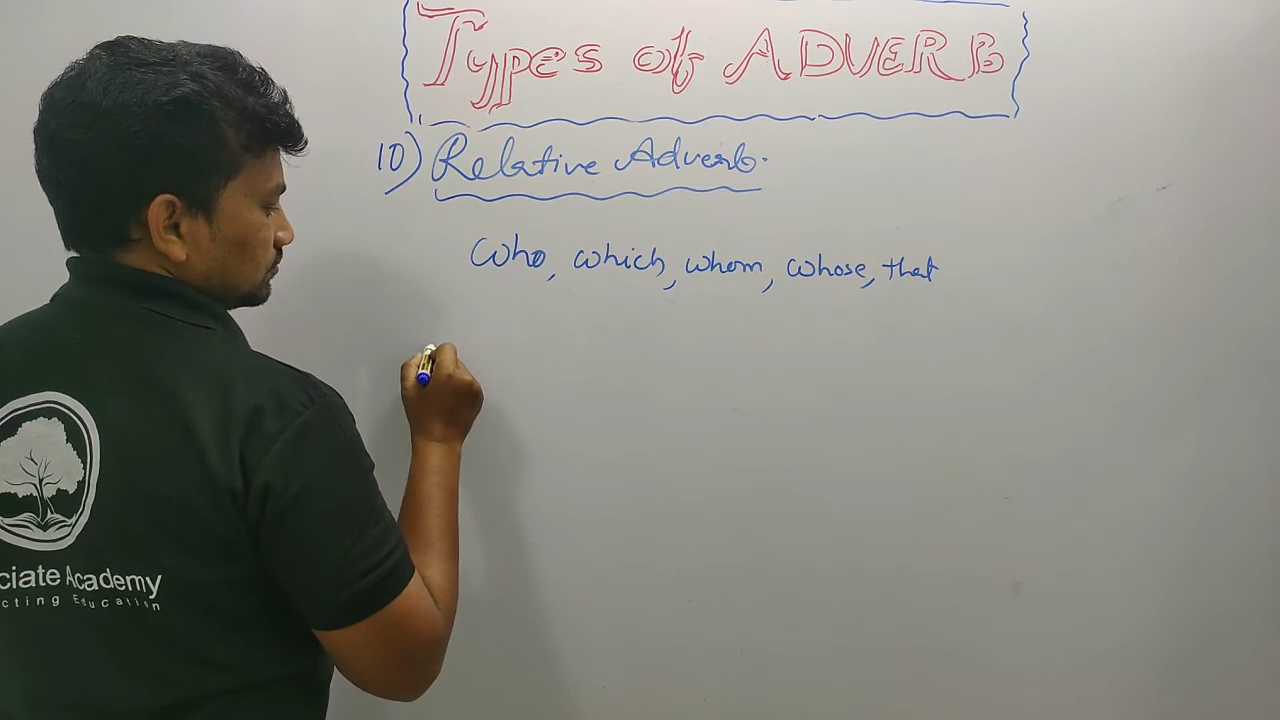 Types of ADVERB
10) Relative Adverb.
who, which, whom, whose, that
ciate Academy
cting Education